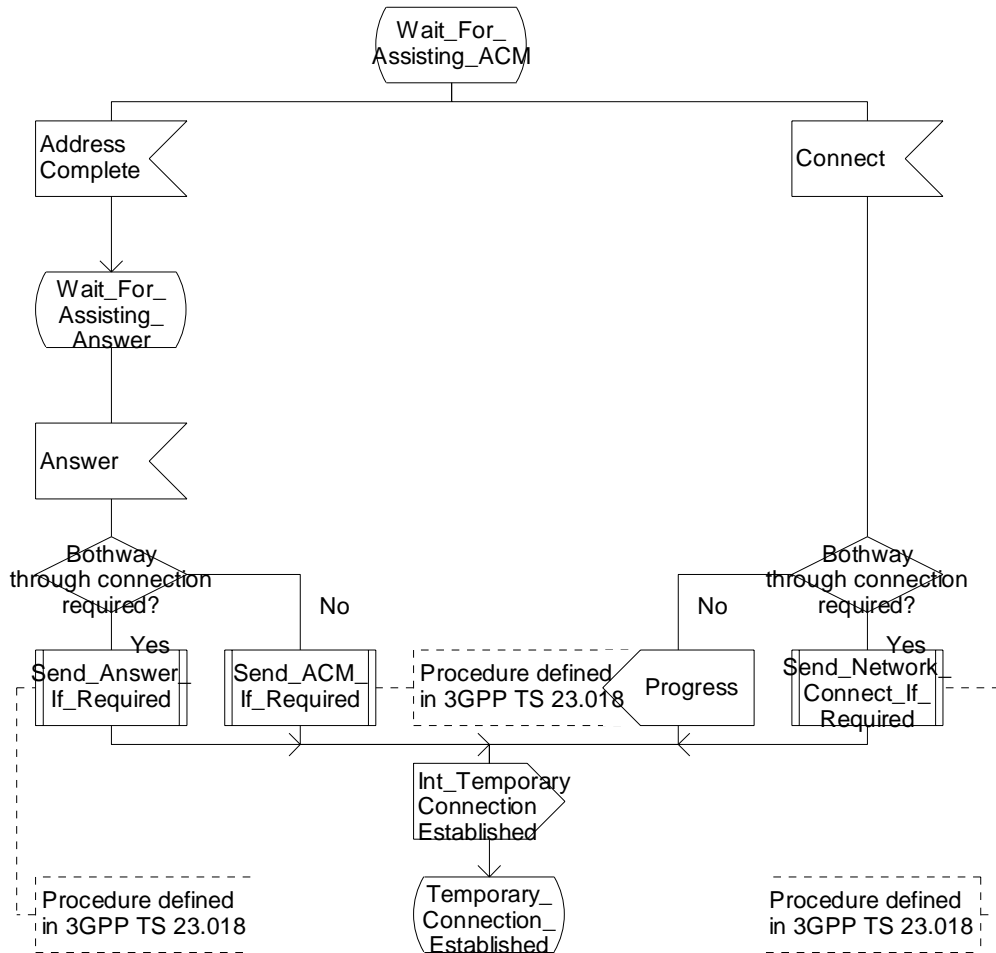 Wait_For_
Assisting_ACM
Address
Complete
Connect
Wait_For_
Assisting_
Answer
Answer
Bothway
through connection
required?
No
Yes
Bothway
through connection
required?
No
Yes
Send_Answer_
If_Required
Send_ACM_
If_Required
Procedure defined
in 3GPP TS 23.018
Progress
Send_Network_
Connect_If_
Required
Int_Temporary
Connection
Established
Procedure defined
in 3GPP TS 23.018
Temporary_
Connection_
Established
Procedure defined
in 3GPP TS 23.018